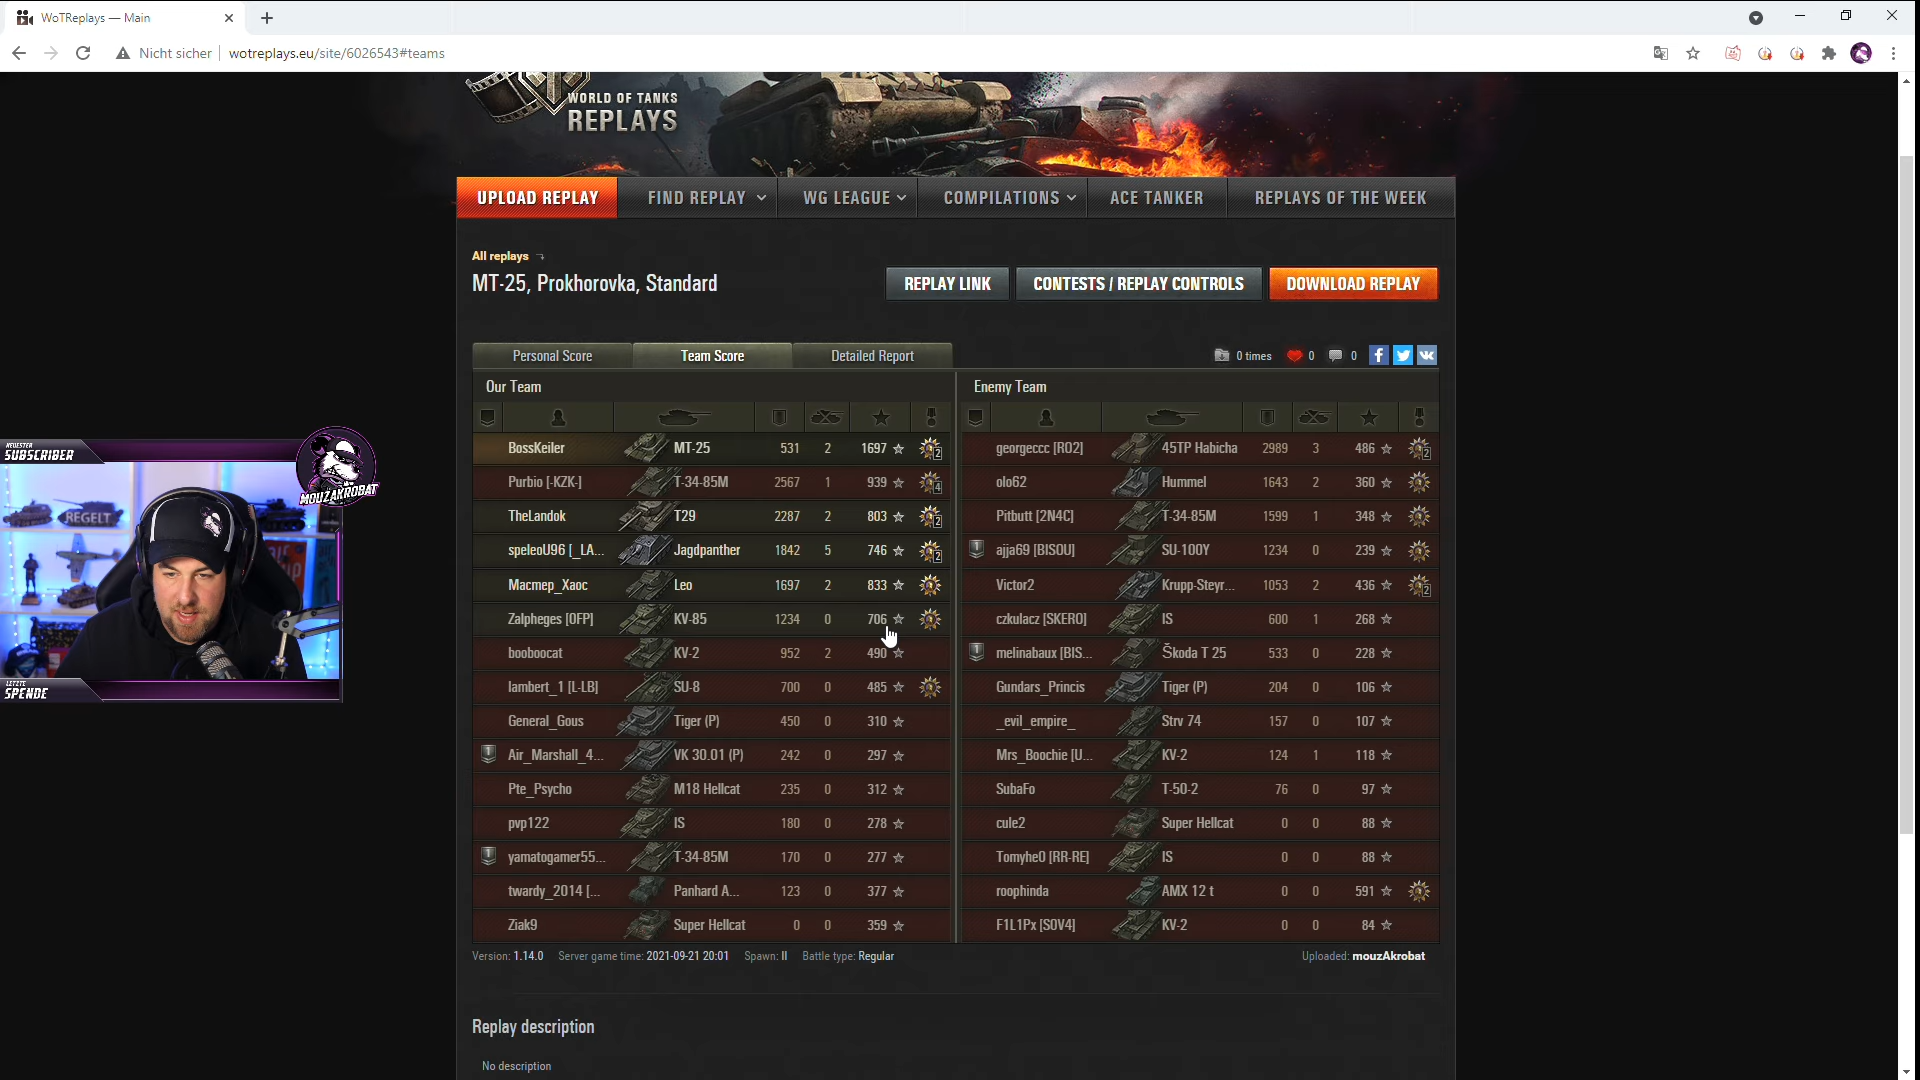 WoTReplays — Main
Nicht sicher
wotreplays.eu/site/6026543#teams
WORLD OF TANKS
REPLAYS
UPLOAD REPLAY
FIND REPLAY
WG LEAGUE
COMPILATIONS
ACE TANKER
REPLAYS OF THE WEEK
All replays
MT-25, Prokhorovka, Standard
REPLAY LINK
CONTESTS / REPLAY CONTROLS
DOWNLOAD REPLAY
Personal Score
Team Score
Detailed Report
0 times
0
0
Our Team
Enemy Team
BossKeiler MT-25 531 2 1697 2
georgeccc [RO2] 45TP Habicha 2989 3 486 2
Purbio [-KZK-] T-34-85M 2567 1 939 4
olo62 Hummel 1643 2 360
TheLandok T29 2287 2 803 2
Pitbutt [2N4C] T-34-85M 1599 1 348
speleoU96 [_LA... Jagdpanther 1842 5 746 2
1 ajja69 [BISOU] SU-100Y 1234 0 239
Macmep_Xaoc Leo 1697 2 833
Victor2 Krupp-Steyr... 1053 2 436 2
Zalpheges [OFP] KV-85 1234 0 706
czkulacz [SKERO] IS 600 1 268
booboocat KV-2 952 2 490
1 melinabaux [BIS... Škoda T 25 533 0 228
lambert_1 [L-LB] SU-8 700 0 485
Gundars_Princis Tiger (P) 204 0 106
General_Gous Tiger (P) 450 0 310
_evil_empire_ Strv 74 157 0 107
1 Air_Marshall_4... VK 30.01 (P) 242 0 297
Mrs_Boochie [U... KV-2 124 1 118
Pte_Psycho M18 Hellcat 235 0 312
SubaFo T-50-2 76 0 97
pvp122 IS 180 0 278
cule2 Super Hellcat 0 0 88
1 yamatogamer55... T-34-85M 170 0 277
Tomyhe0 [RR-RE] IS 0 0 88
twardy_2014 [... Panhard A... 123 0 377
roophinda AMX 12 t 0 0 591
Ziak9 Super Hellcat 0 0 359
F1L1Px [SOV4] KV-2 0 0 84
Version: 1.14.0 Server game time: 2021-09-21 20:01 Spawn: II Battle type: Regular
Uploaded: mouzAkrobat
Replay description
No description
NEUESTER
SUBSCRIBER
MOUZAKROBAT
REGELT
LETZTE
SPENDE